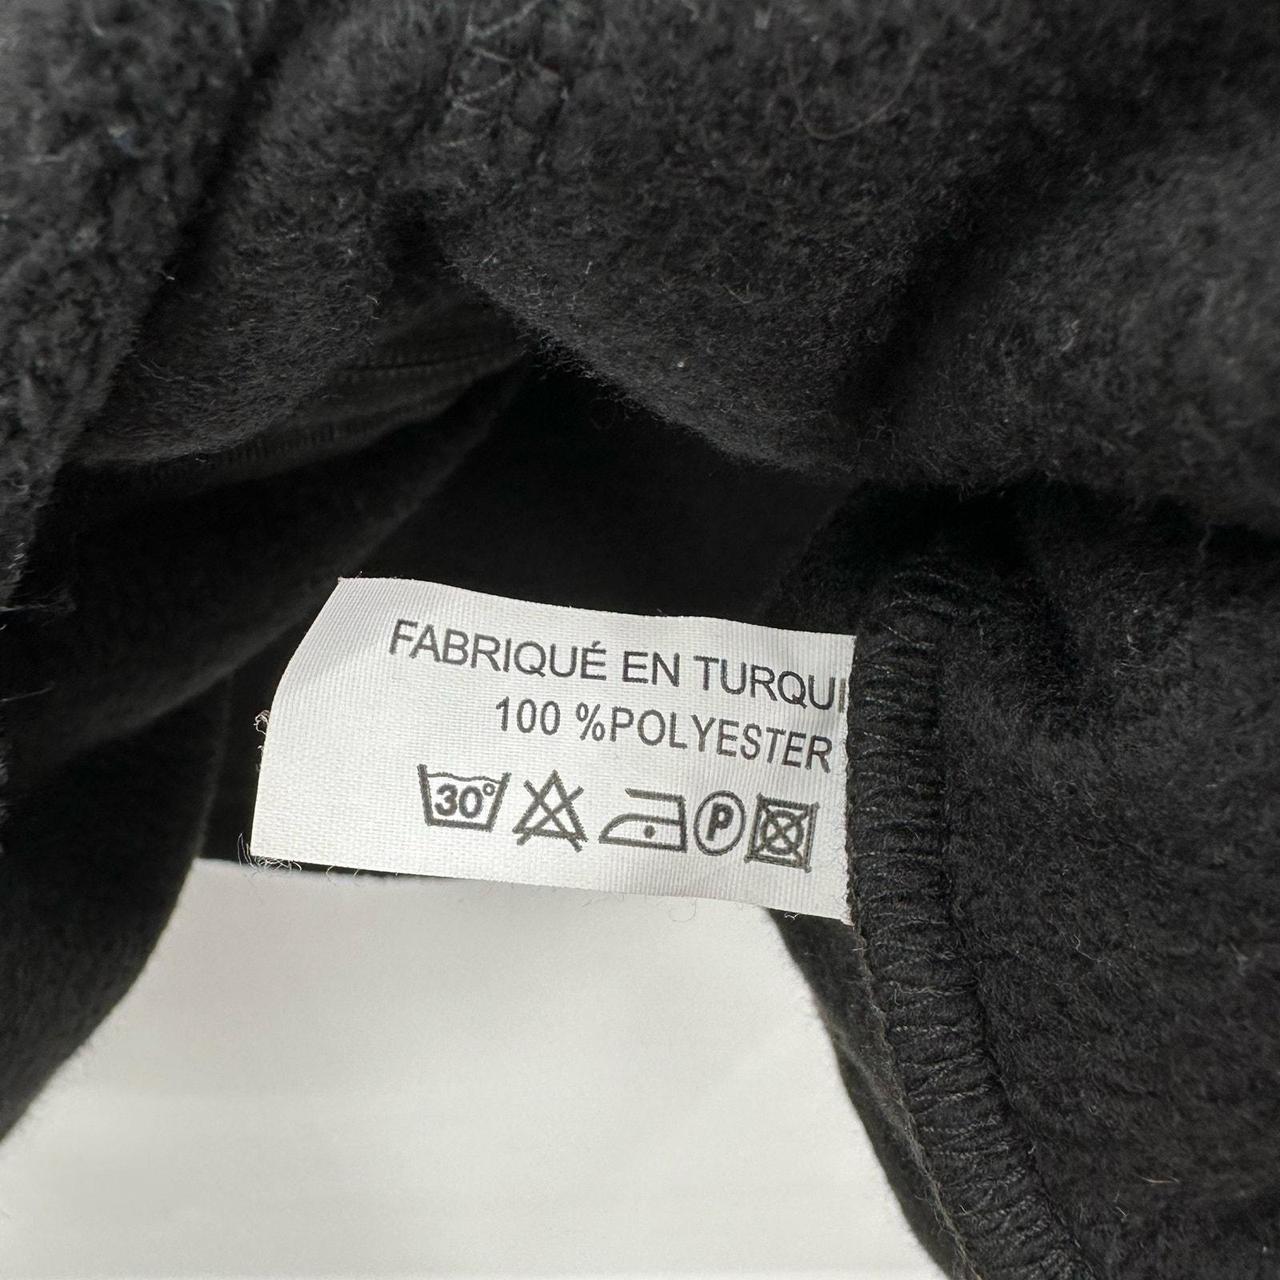 FABRIQUÉ EN TURQUI
100 %POLYESTER
30° P